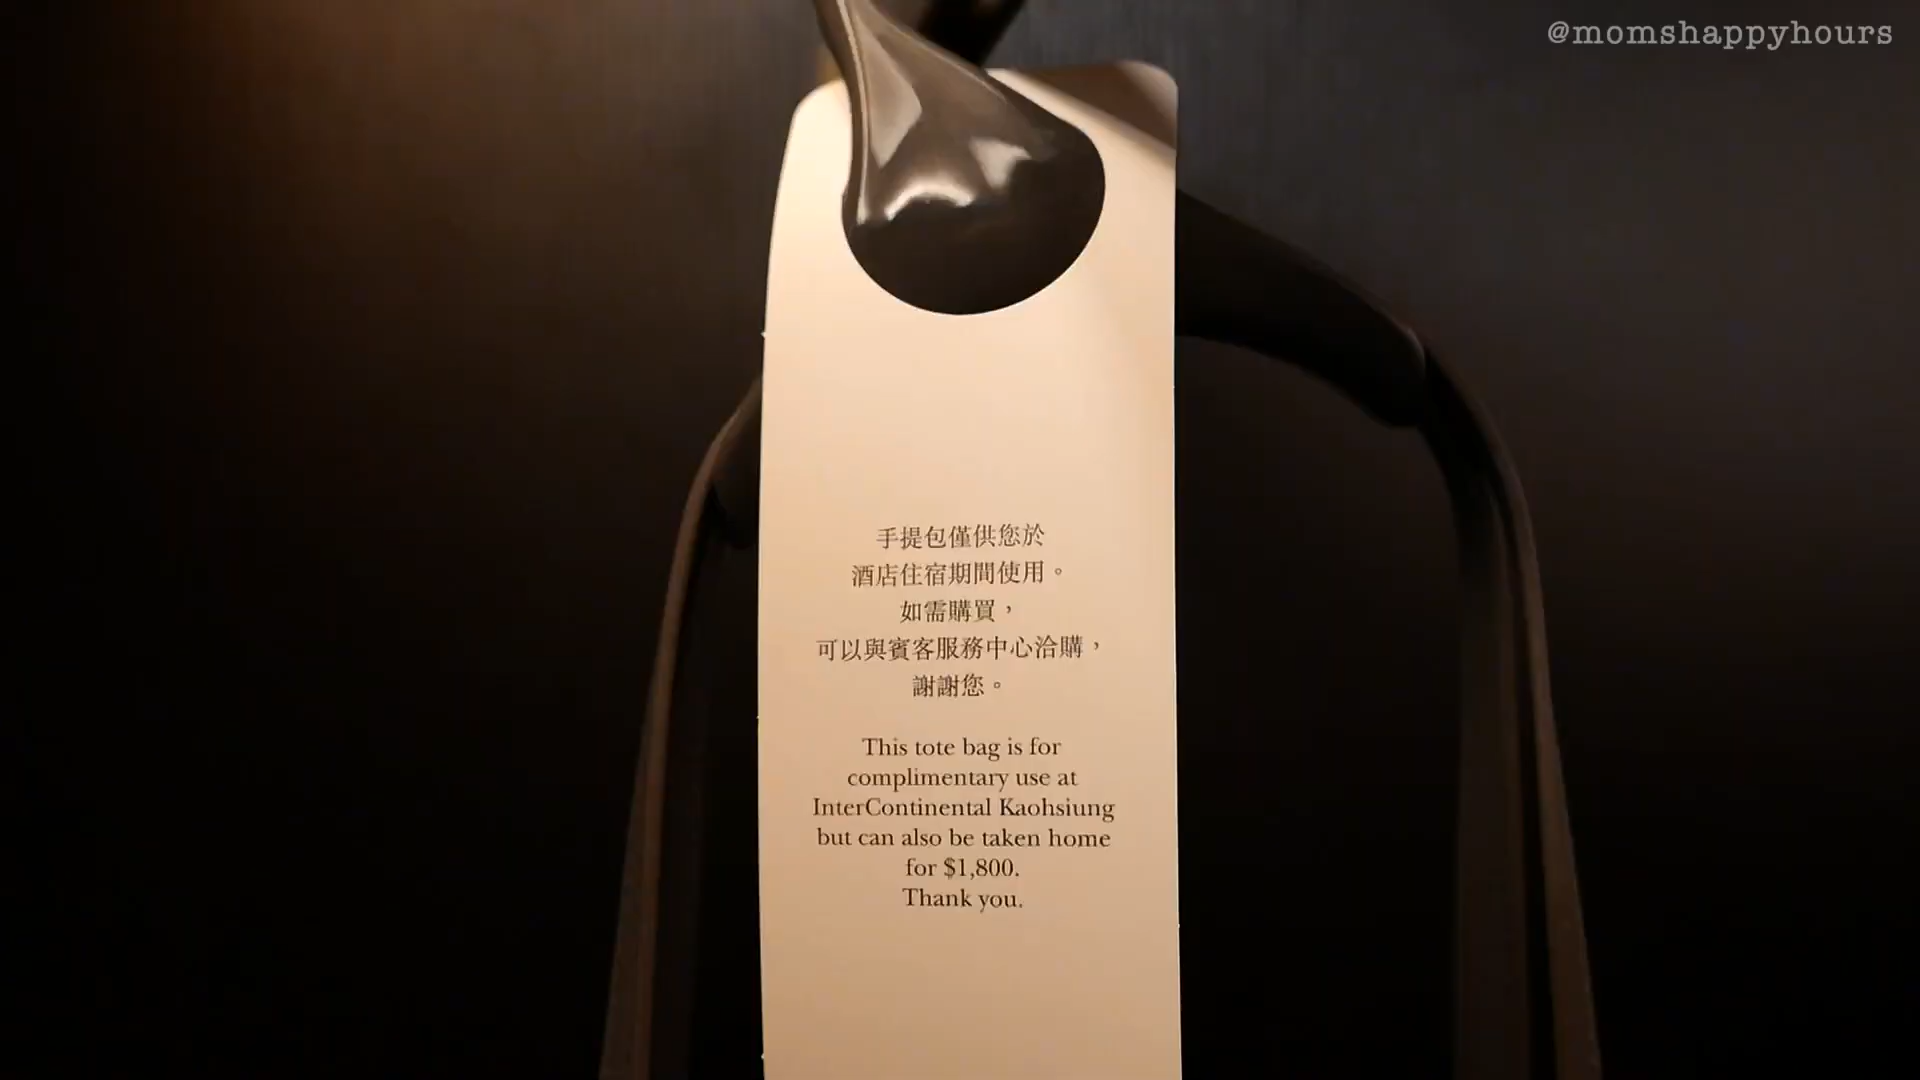 @momshappyhours
手提包僅供您於
酒店住宿期間使用。
如需購買，
可以與賓客服務中心洽購，
謝謝您。
This tote bag is for
complimentary use at
InterContinental Kaohsiung
but can also be taken home
for $1,800.
Thank you.